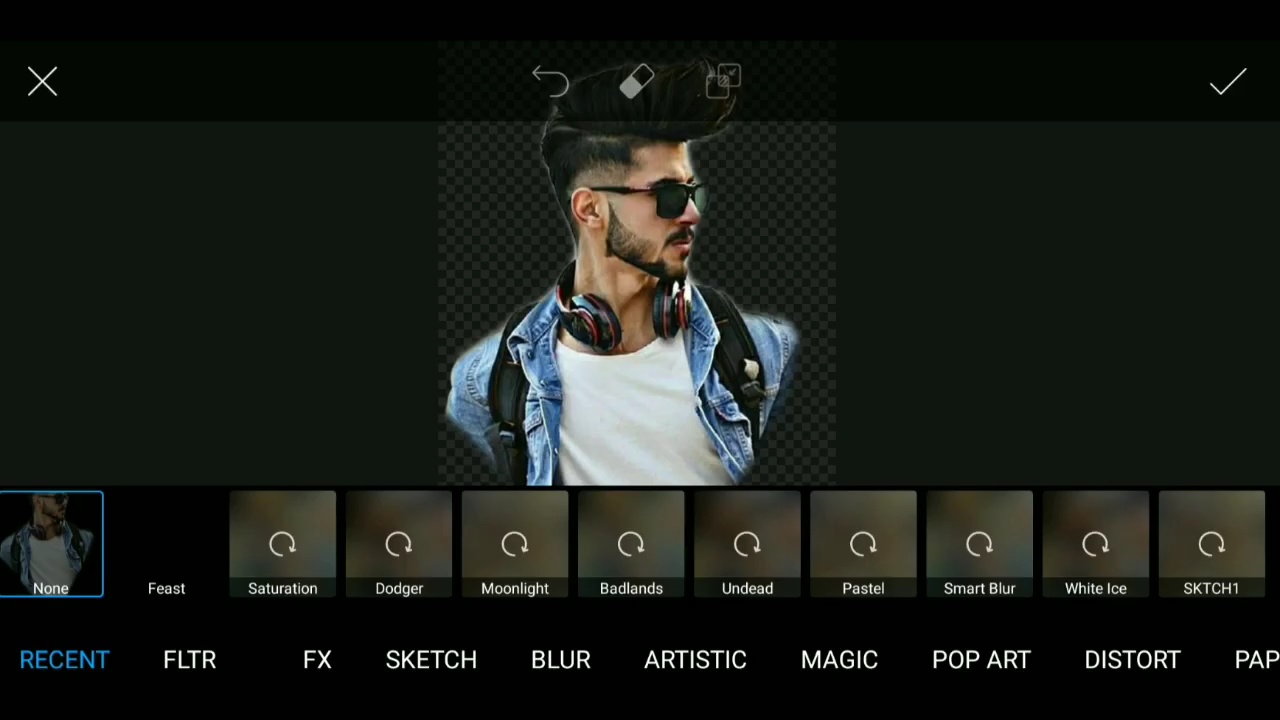 None
Feast
Saturation
Dodger
Moonlight
Badlands
Undead
Pastel
Smart Blur
White Ice
SKTCH1
RECENT
FLTR
FX
SKETCH
BLUR
ARTISTIC
MAGIC
POP ART
DISTORT
PAP